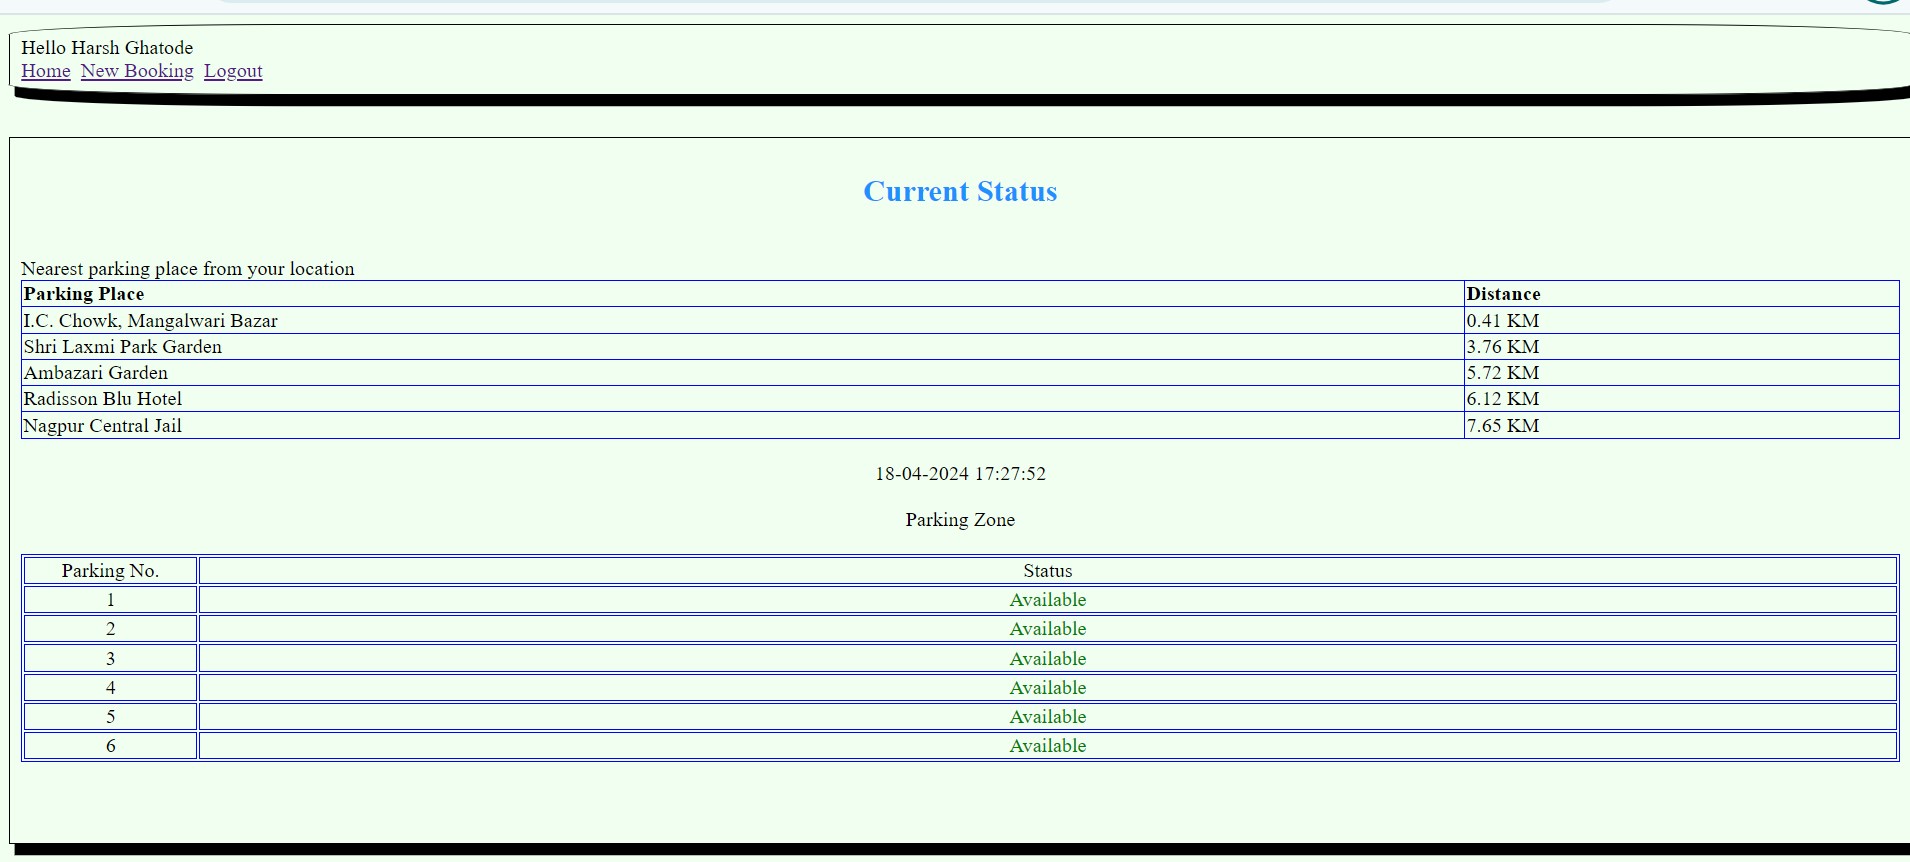 Hello Harsh Ghatode
Home New Booking Logout
Current Status
Nearest parking place from your location
Parking Place Distance
I.C. Chowk, Mangalwari Bazar 0.41 KM
Shri Laxmi Park Garden 3.76 KM
Ambazari Garden 5.72 KM
Radisson Blu Hotel 6.12 KM
Nagpur Central Jail 7.65 KM
18-04-2024 17:27:52
Parking Zone
Parking No. Status
1 Available
2 Available
3 Available
4 Available
5 Available
6 Available